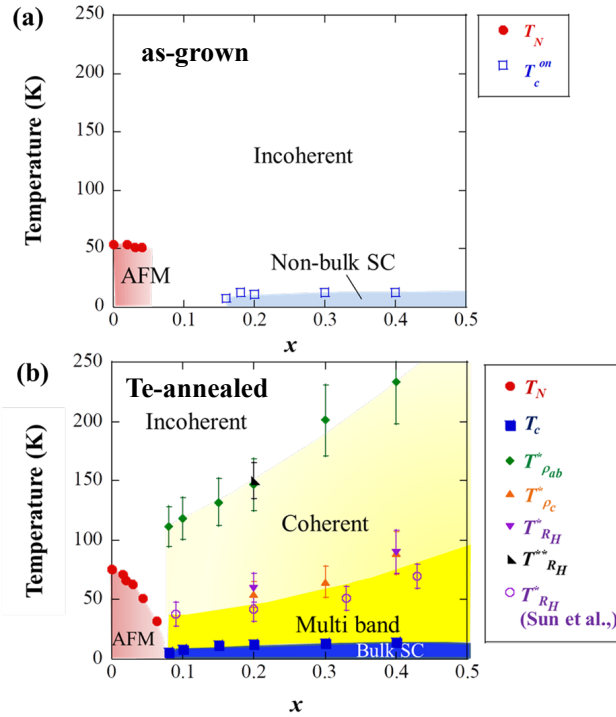 (a)
as-grown
250
200
150
100
50
0
Temperature (K)
Incoherent
AFM
Non-bulk SC
0 0.1 0.2 0.3 0.4 0.5
x
T_N
T_c^on
(b)
Te-annealed
250
200
150
100
50
0
Temperature (K)
Incoherent
Coherent
Multi band
AFM
Bulk SC
0 0.1 0.2 0.3 0.4 0.5
x
T_N
T_c
T*_ρab
T*_ρc
T*_RH
T**_RH
T*_RH
(Sun et al.,)